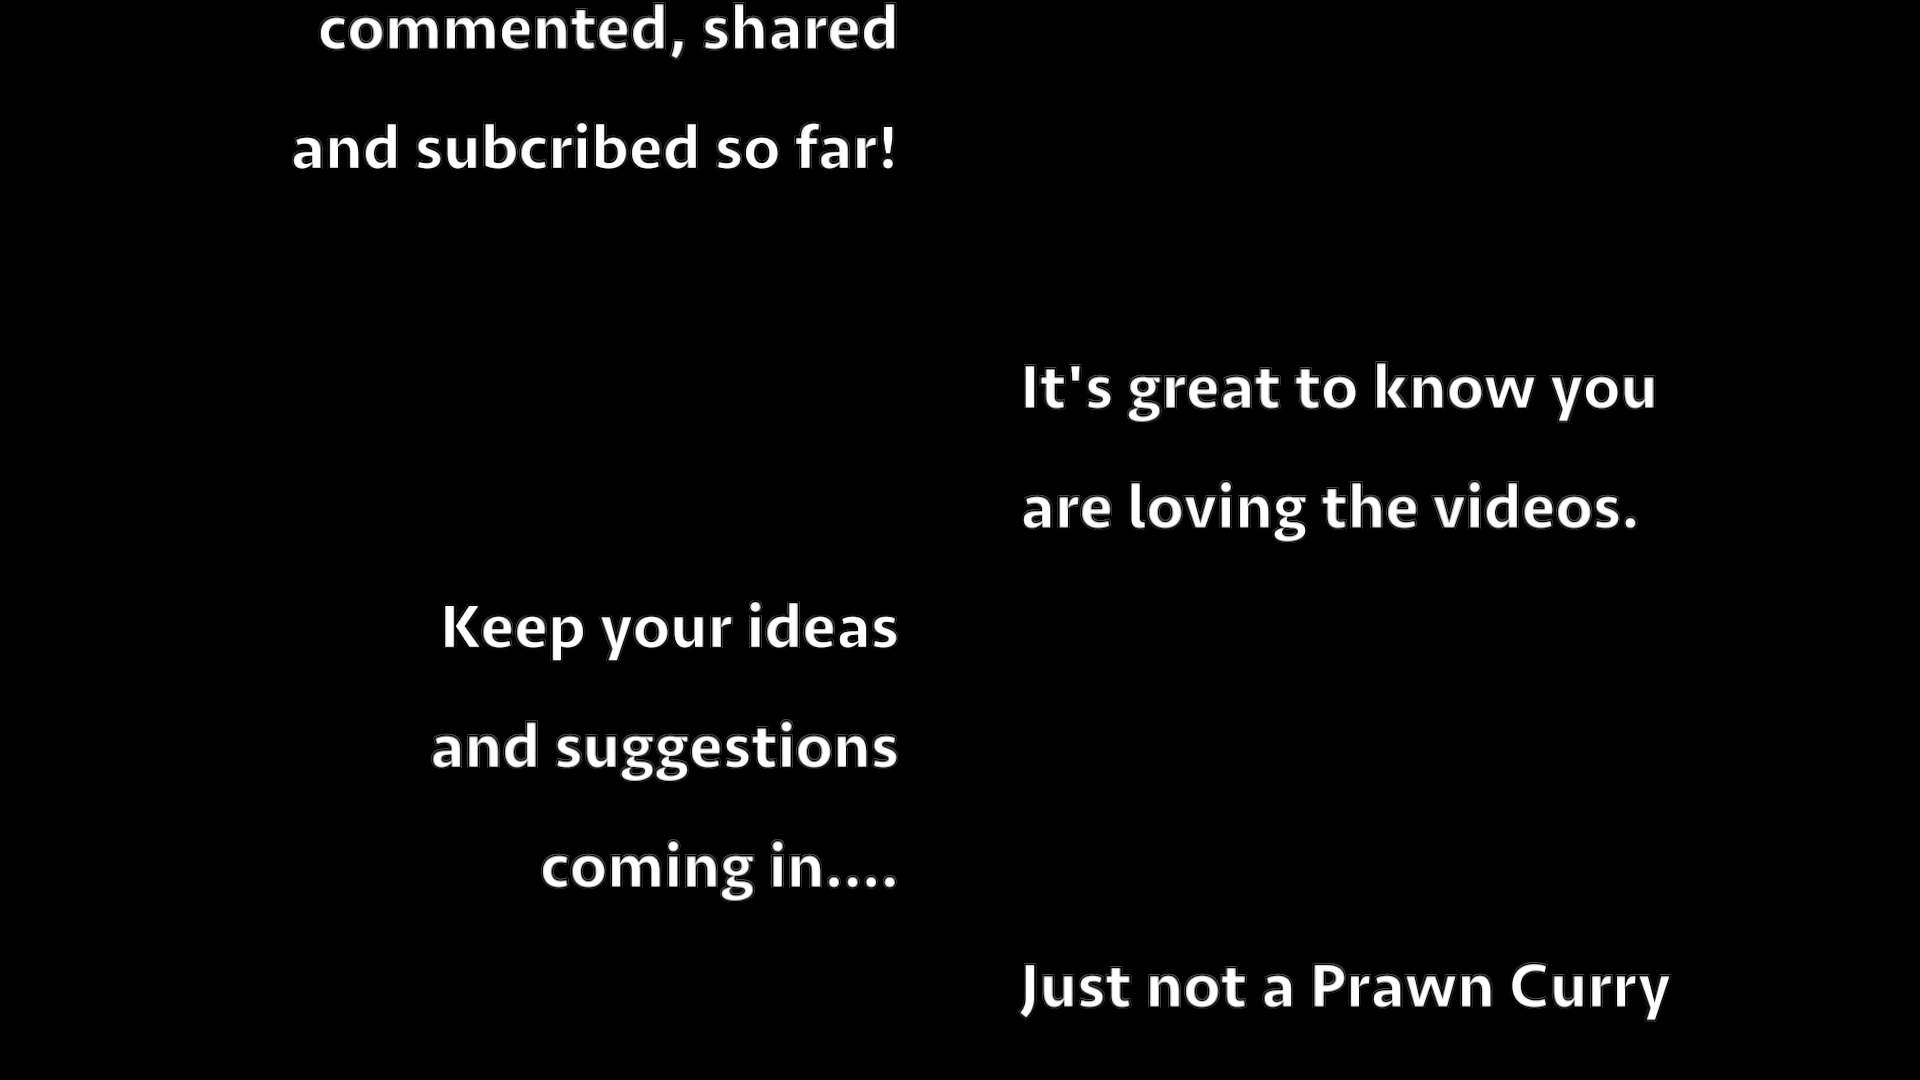 commented, shared
and subcribed so far!
It's great to know you
are loving the videos.
Keep your ideas
and suggestions
coming in....
Just not a Prawn Curry